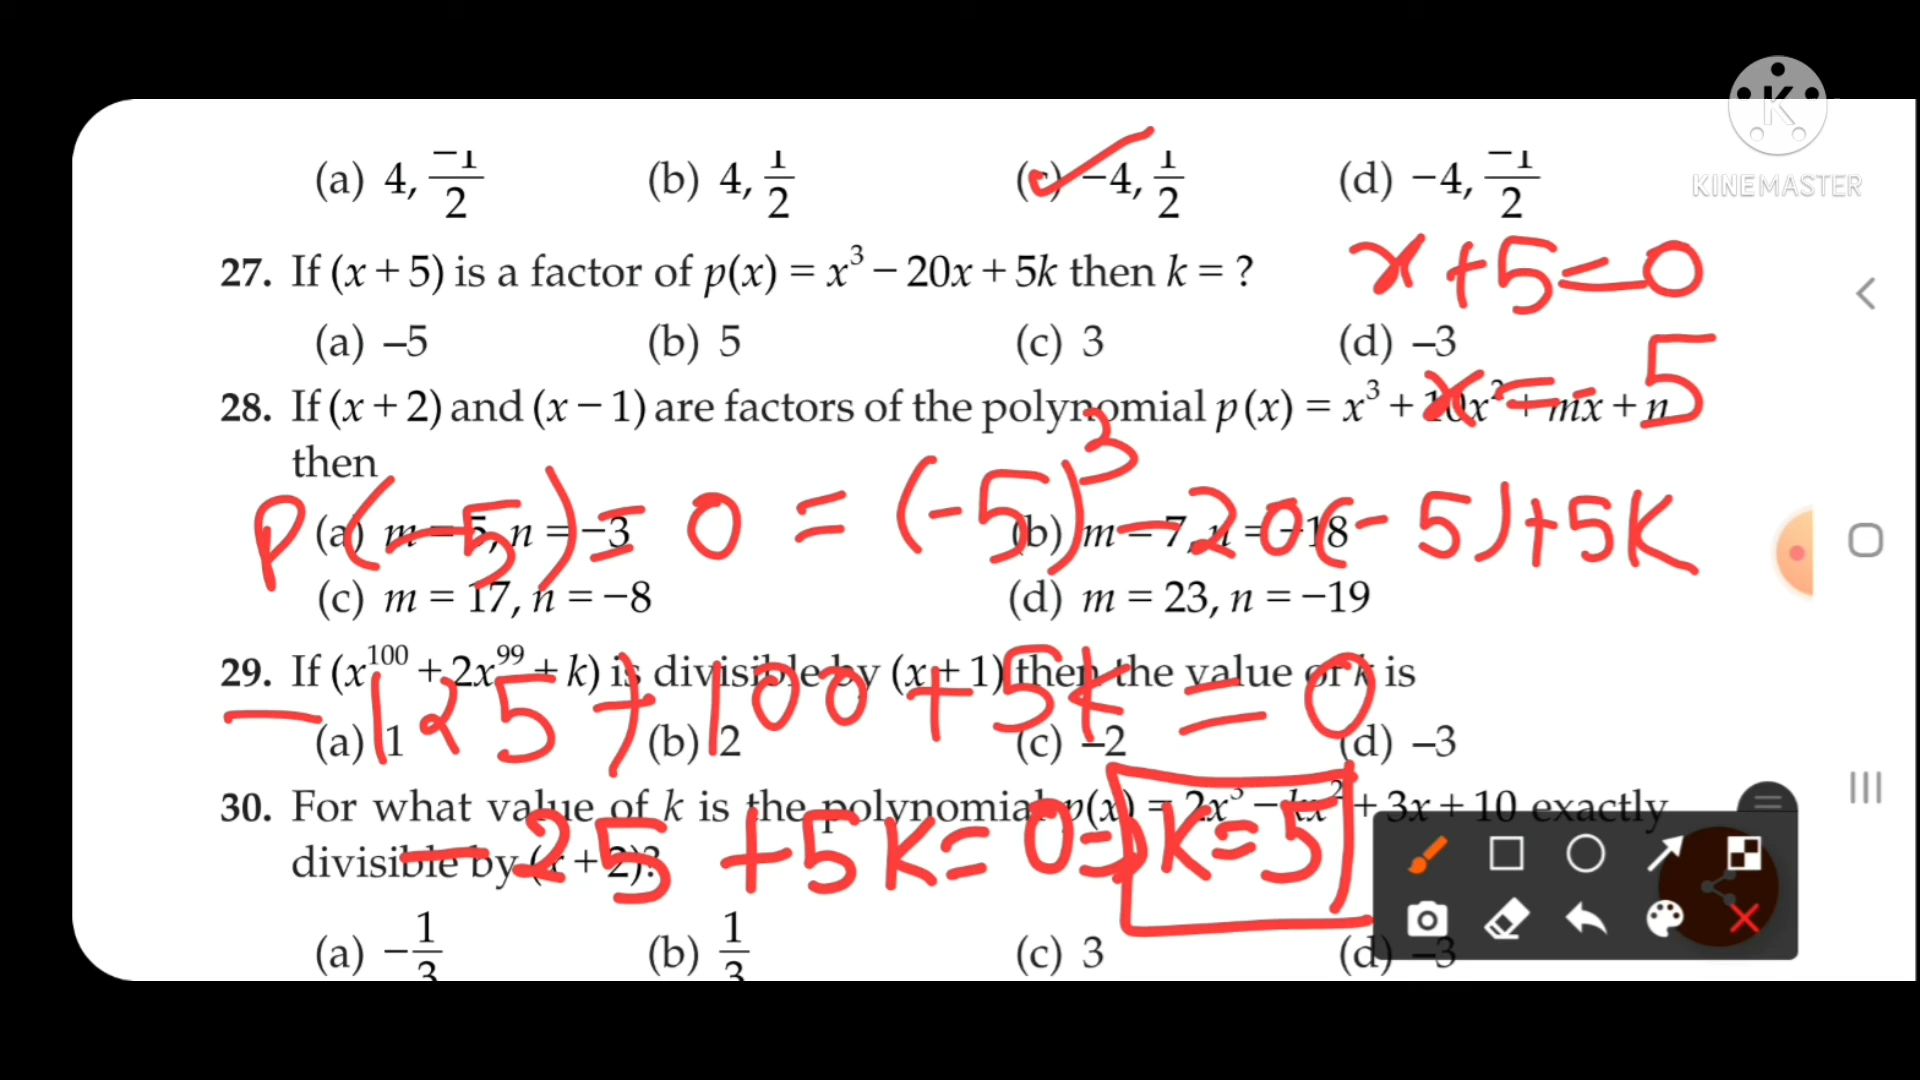 K
KINEMASTER
(a) 4, −1/2 (b) 4, 1/2 (c) −4, 1/2 (d) −4, −1/2
27. If (x + 5) is a factor of p(x) = x³ − 20x + 5k then k = ?
x + 5 = 0
(a) –5 (b) 5 (c) 3 (d) –3
x = −5
28. If (x + 2) and (x − 1) are factors of the polynomial p(x) = x³ + 10x² + mx + n
then
P(−5) = 0 = (−5)³ − 20(−5) + 5K
(a) m = 5, n = −3 (b) m = 7, n = −18
(c) m = 17, n = −8 (d) m = 23, n = −19
29. If (x¹⁰⁰ + 2x⁹⁹ + k) is divisible by (x + 1) then the value of k is
− 125 + 100 + 5K = 0
(a) 1 (b) 2 (c) –2 (d) –3
30. For what value of k is the polynomial p(x) = 2x³ − kx² + 3x + 10 exactly
divisible by (x + 2)?
− 25 + 5K = 0 ⇒ K = 5
(a) −1/3 (b) 1/3 (c) 3 (d) –3